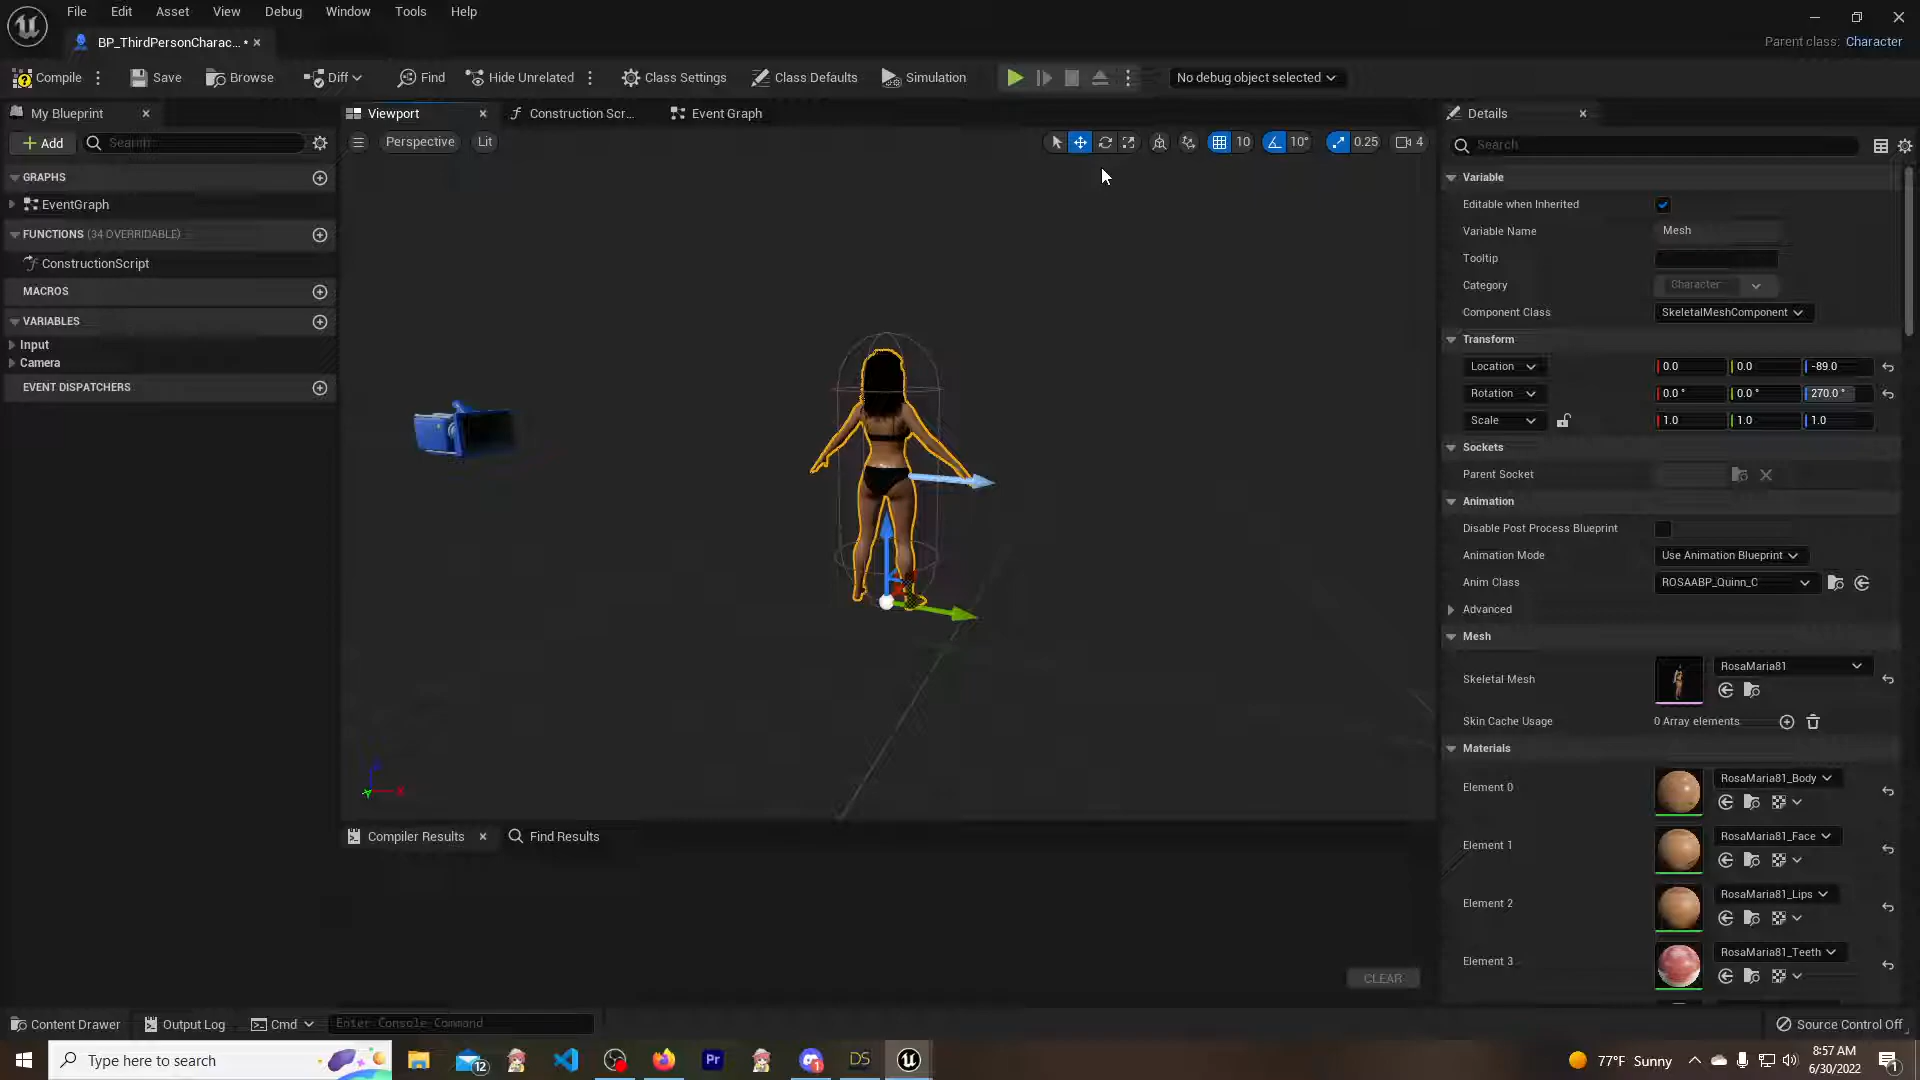 File Edit Asset View Debug Window Tools Help
BP_ThirdPersonCharac... •
Parent class: Character
Compile Save Browse Diff Find Hide Unrelated Class Settings Class Defaults Simulation No debug object selected
My Blueprint
Viewport Construction Scr... Event Graph
Details
Add Search
Perspective Lit
10 10° 0.25 4
Search
GRAPHS
EventGraph
FUNCTIONS (34 OVERRIDABLE)
ConstructionScript
MACROS
VARIABLES
Input
Camera
EVENT DISPATCHERS
Variable
Editable when Inherited
Variable Name Mesh
Tooltip
Category Character
Component Class SkeletalMeshComponent
Transform
Location 0.0 0.0 -89.0
Rotation 0.0 ° 0.0 ° 270.0 °
Scale 1.0 1.0 1.0
Sockets
Parent Socket
Animation
Disable Post Process Blueprint
Animation Mode Use Animation Blueprint
Anim Class ROSAABP_Quinn_C
Advanced
Mesh
Skeletal Mesh RosaMaria81
Skin Cache Usage 0 Array elements
Materials
Element 0 RosaMaria81_Body
Element 1 RosaMaria81_Face
Element 2 RosaMaria81_Lips
Element 3 RosaMaria81_Teeth
Compiler Results Find Results
CLEAR
Content Drawer Output Log Cmd Enter Console Command Source Control Off
Type here to search
12
Pr
1
DS
77°F Sunny
8:57 AM
6/30/2022
1